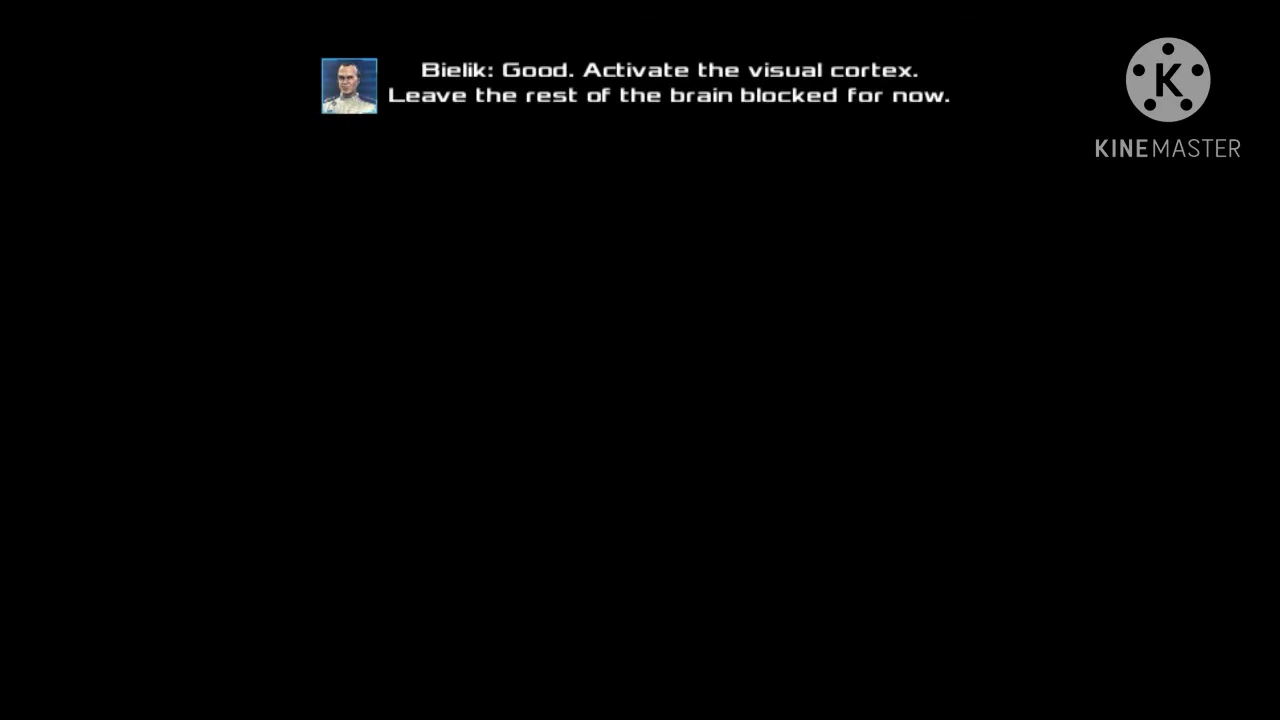 Bielik: Good. Activate the visual cortex.
Leave the rest of the brain blocked for now.
K
KINEMASTER